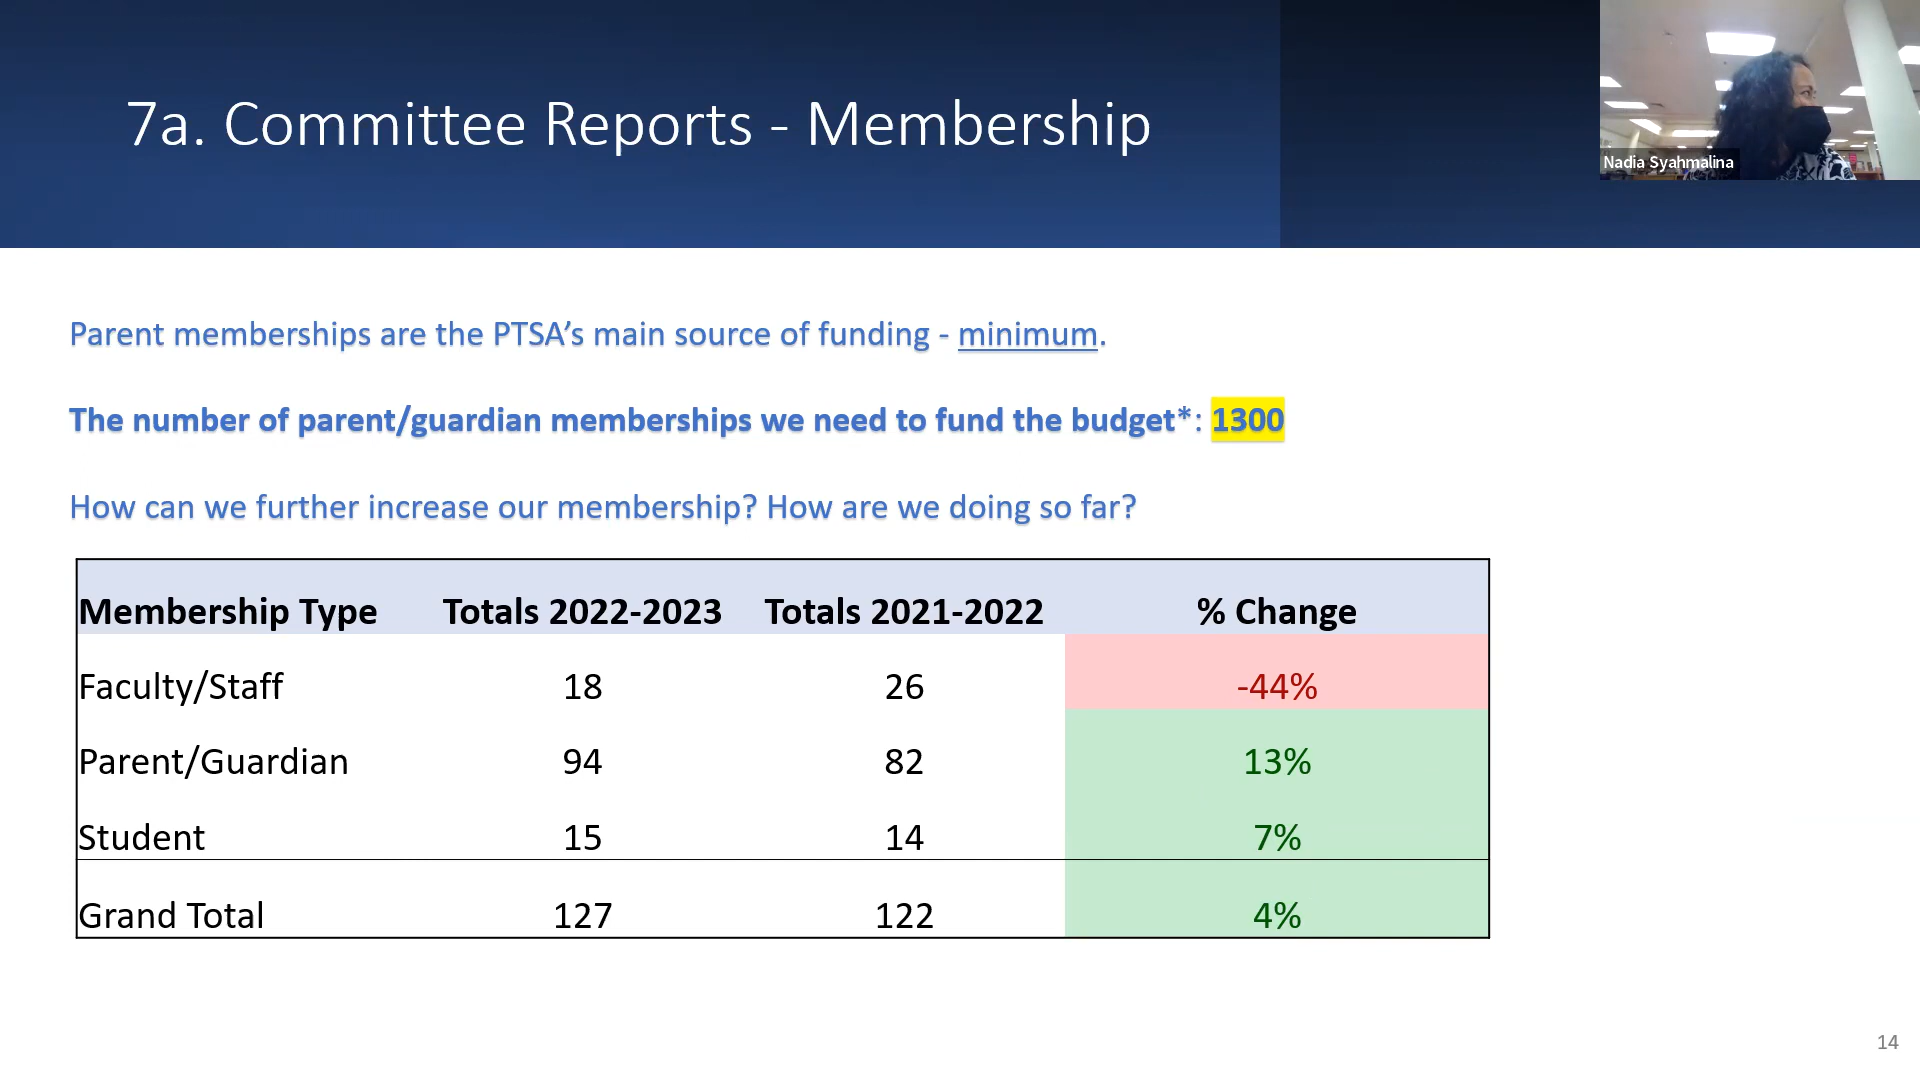 7a. Committee Reports - Membership
Nadia Syahmalina
Parent memberships are the PTSA’s main source of funding - minimum.
The number of parent/guardian memberships we need to fund the budget*: 1300
How can we further increase our membership? How are we doing so far?
Membership Type Totals 2022-2023 Totals 2021-2022 % Change
Faculty/Staff 18 26 -44%
Parent/Guardian 94 82 13%
Student 15 14 7%
Grand Total 127 122 4%
14